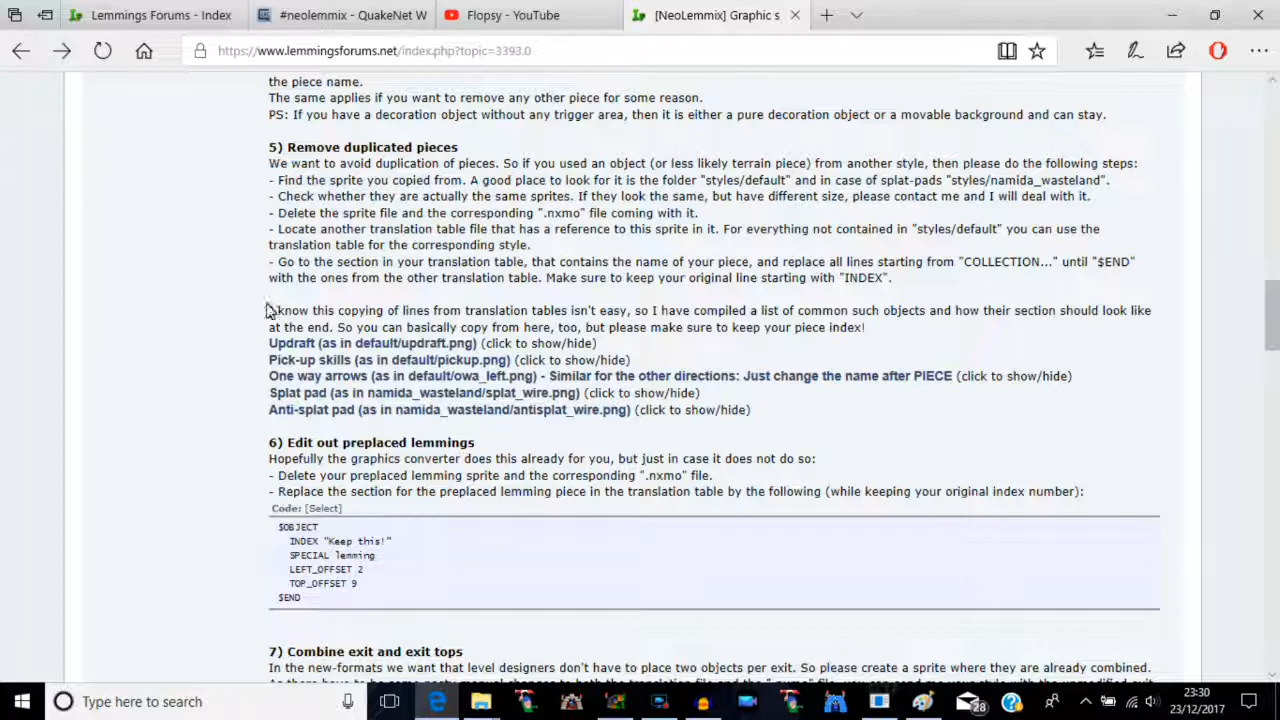 Lemmings Forums - Index
#neolemmix - QuakeNet W
Flopsy - YouTube
[NeoLemmix] Graphic s
https://www.lemmingsforums.net/index.php?topic=3393.0
the piece name.
The same applies if you want to remove any other piece for some reason.
PS: If you have a decoration object without any trigger area, then it is either a pure decoration object or a movable background and can stay.
5) Remove duplicated pieces
We want to avoid duplication of pieces. So if you used an object (or less likely terrain piece) from another style, then please do the following steps:
- Find the sprite you copied from. A good place to look for it is the folder "styles/default" and in case of splat-pads "styles/namida_wasteland".
- Check whether they are actually the same sprites. If they look the same, but have different size, please contact me and I will deal with it.
- Delete the sprite file and the corresponding ".nxmo" file coming with it.
- Locate another translation table file that has a reference to this sprite in it. For everything not contained in "styles/default" you can use the
translation table for the corresponding style.
- Go to the section in your translation table, that contains the name of your piece, and replace all lines starting from "COLLECTION..." until "$END"
with the ones from the other translation table. Make sure to keep your original line starting with "INDEX".
know this copying of lines from translation tables isn't easy, so I have compiled a list of common such objects and how their section should look like
at the end. So you can basically copy from here, too, but please make sure to keep your piece index!
Updraft (as in default/updraft.png) (click to show/hide)
Pick-up skills (as in default/pickup.png) (click to show/hide)
One way arrows (as in default/owa_left.png) - Similar for the other directions: Just change the name after PIECE (click to show/hide)
Splat pad (as in namida_wasteland/splat_wire.png) (click to show/hide)
Anti-splat pad (as in namida_wasteland/antisplat_wire.png) (click to show/hide)
6) Edit out preplaced lemmings
Hopefully the graphics converter does this already for you, but just in case it does not do so:
- Delete your preplaced lemming sprite and the corresponding ".nxmo" file.
- Replace the section for the preplaced lemming piece in the translation table by the following (while keeping your original index number):
Code: [Select]
$OBJECT
INDEX "Keep this!"
SPECIAL lemming
LEFT_OFFSET 2
TOP_OFFSET 9
$END
7) Combine exit and exit tops
In the new-formats we want that level designers don't have to place two objects per exit. So please create a sprite where they are already combined.
Type here to search
28
23:30
23/12/2017